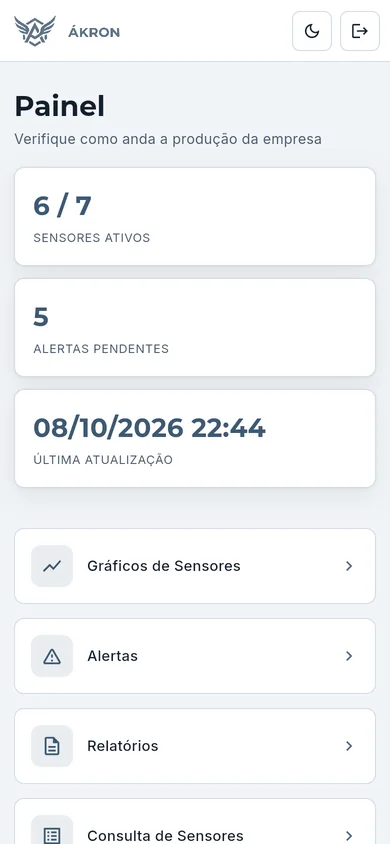 ÁKRON
Painel
Verifique como anda a produção da empresa
6 / 7
SENSORES ATIVOS
5
ALERTAS PENDENTES
08/10/2026 22:44
ÚLTIMA ATUALIZAÇÃO
Gráficos de Sensores
Alertas
Relatórios
Consulta de Sensores